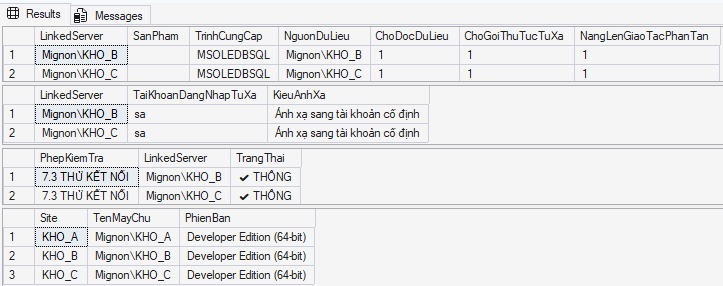 Results Messages
LinkedServer SanPham TrinhCungCap NguonDuLieu ChoDocDuLieu ChoGoiThuTucTuXa NangLenGiaoTacPhanTan
1 Mignon\KHO_B MSOLEDBSQL Mignon\KHO_B 1 1 1
2 Mignon\KHO_C MSOLEDBSQL Mignon\KHO_C 1 1 1
LinkedServer TaiKhoanDangNhapTuXa KieuAnhXa
1 Mignon\KHO_B sa Ánh xạ sang tài khoản cố định
2 Mignon\KHO_C sa Ánh xạ sang tài khoản cố định
PhepKiemTra LinkedServer TrangThai
1 7.3 THỬ KẾT NỐI Mignon\KHO_B ✔ THÔNG
2 7.3 THỬ KẾT NỐI Mignon\KHO_C ✔ THÔNG
Site TenMayChu PhienBan
1 KHO_A Mignon\KHO_A Developer Edition (64-bit)
2 KHO_B Mignon\KHO_B Developer Edition (64-bit)
3 KHO_C Mignon\KHO_C Developer Edition (64-bit)